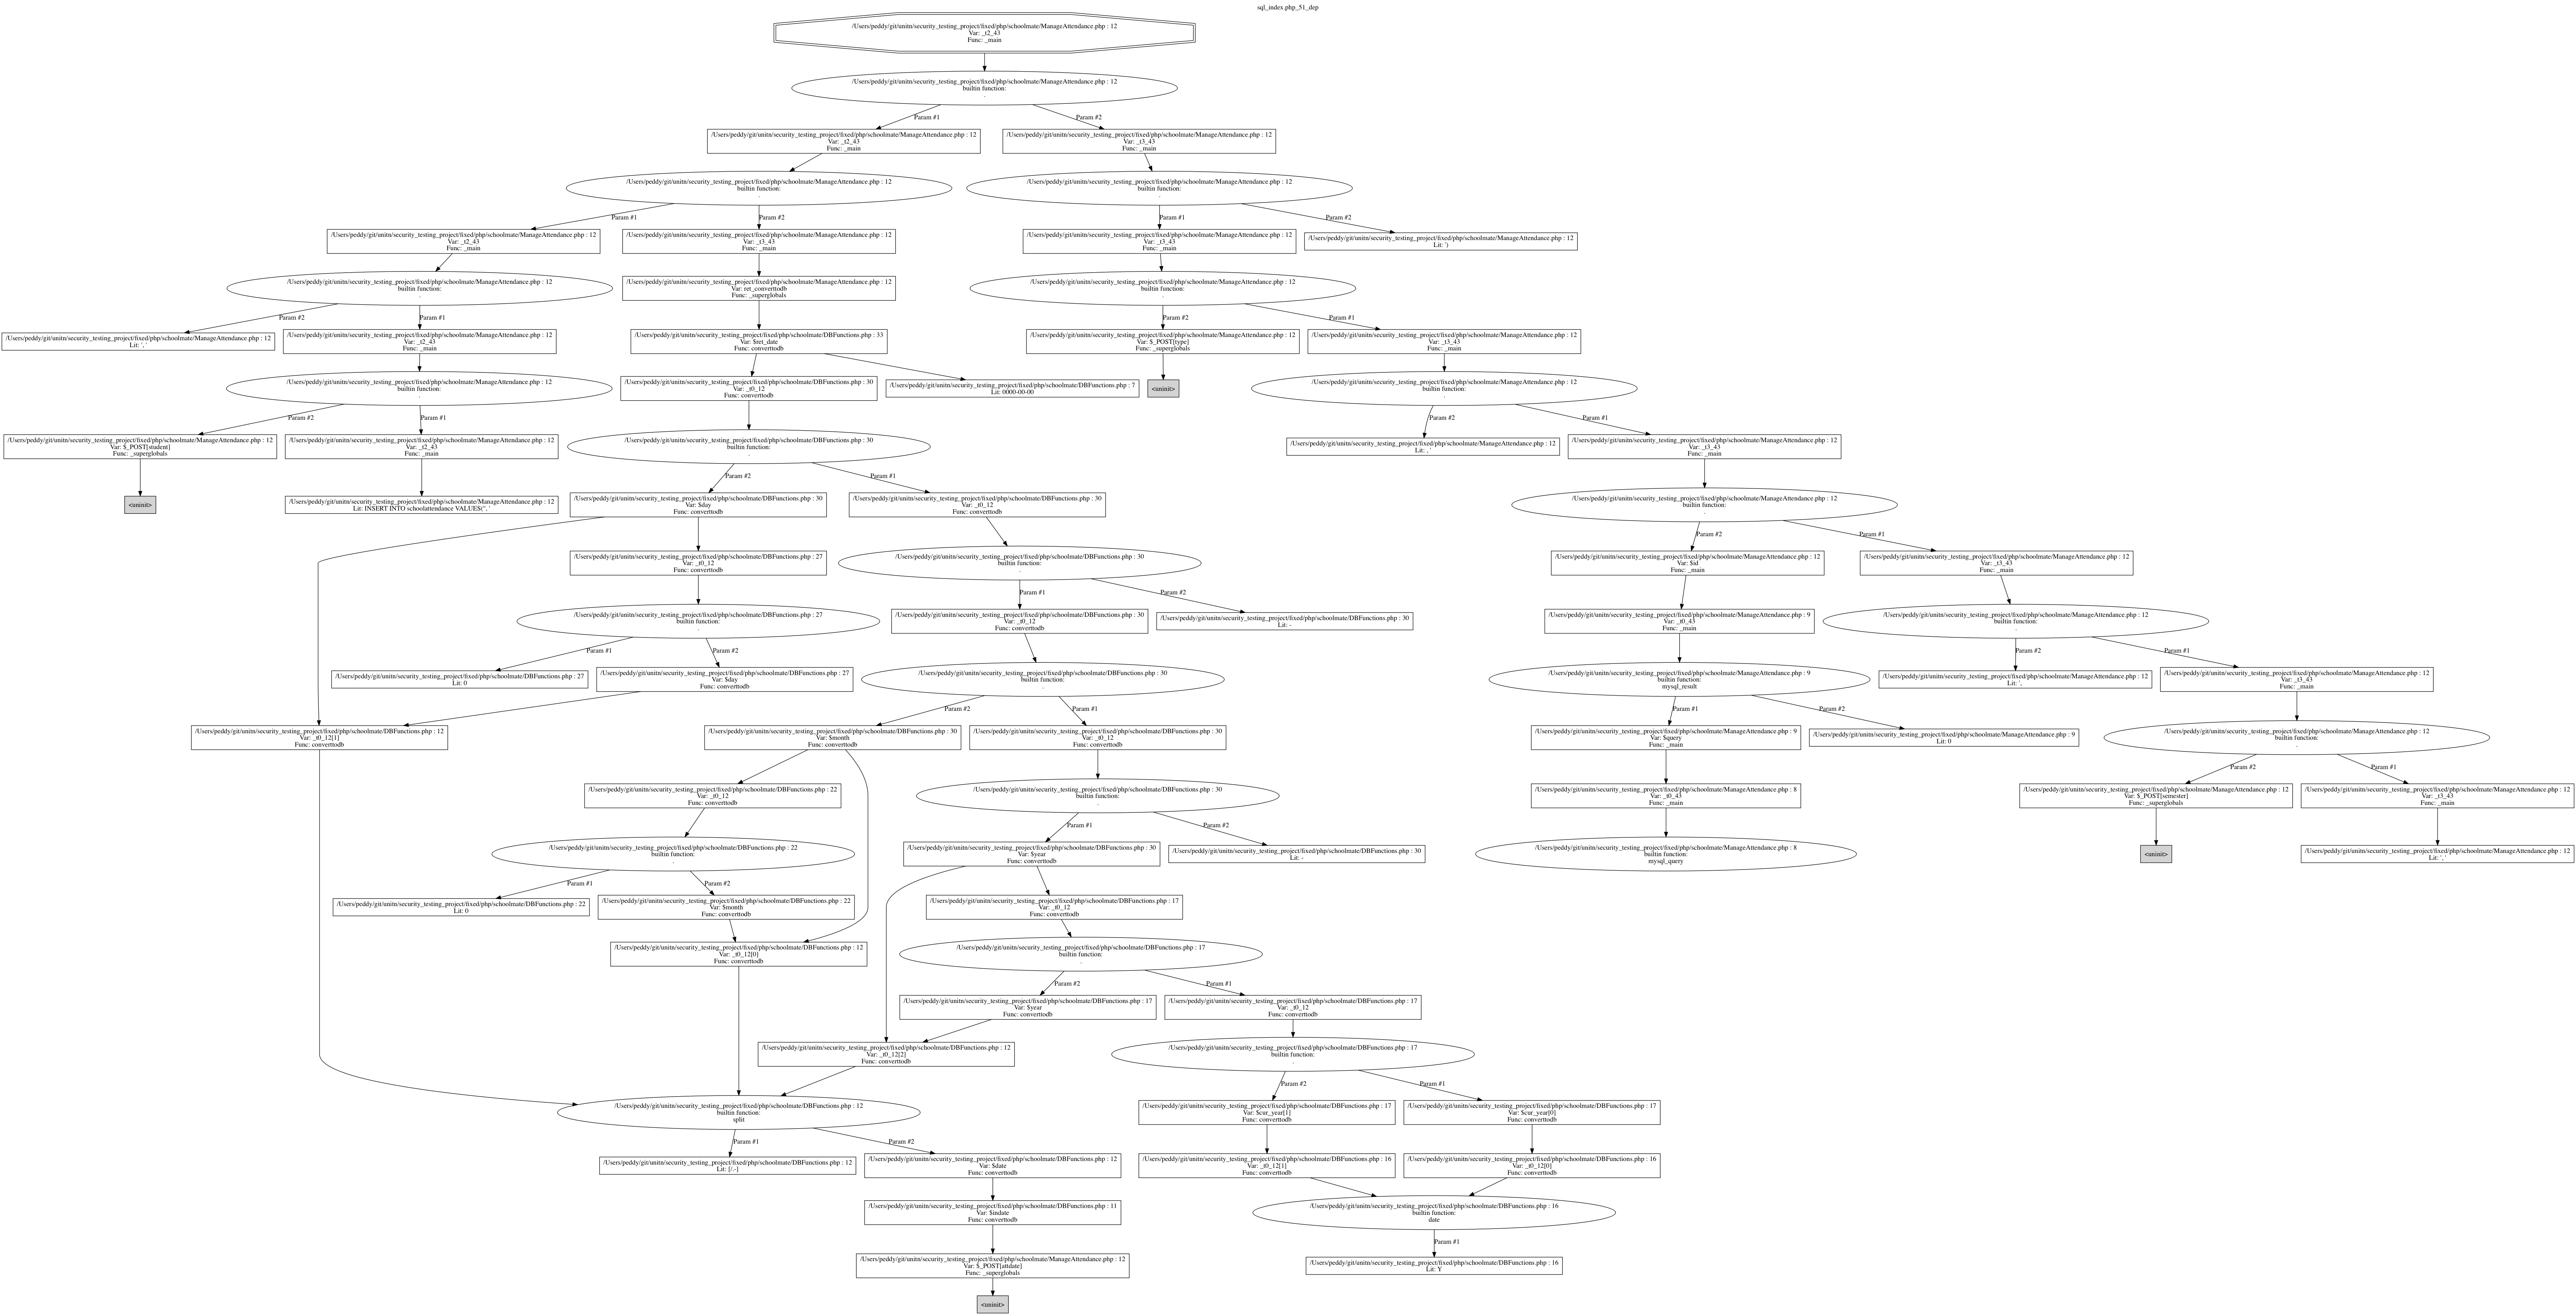 sql_index.php_51_dep
/Users/peddy/git/unitn/security_testing_project/fixed/php/schoolmate/ManageAttendance.php : 12
Var: _t2_43
Func: _main
/Users/peddy/git/unitn/security_testing_project/fixed/php/schoolmate/ManageAttendance.php : 12
builtin function:
.
Param #1
Param #2
/Users/peddy/git/unitn/security_testing_project/fixed/php/schoolmate/ManageAttendance.php : 12
Var: _t2_43
Func: _main
/Users/peddy/git/unitn/security_testing_project/fixed/php/schoolmate/ManageAttendance.php : 12
Var: _t3_43
Func: _main
/Users/peddy/git/unitn/security_testing_project/fixed/php/schoolmate/ManageAttendance.php : 12
builtin function:
.
/Users/peddy/git/unitn/security_testing_project/fixed/php/schoolmate/ManageAttendance.php : 12
builtin function:
.
Param #1
Param #2
Param #1
Param #2
/Users/peddy/git/unitn/security_testing_project/fixed/php/schoolmate/ManageAttendance.php : 12
Var: _t2_43
Func: _main
/Users/peddy/git/unitn/security_testing_project/fixed/php/schoolmate/ManageAttendance.php : 12
Var: _t3_43
Func: _main
/Users/peddy/git/unitn/security_testing_project/fixed/php/schoolmate/ManageAttendance.php : 12
Var: _t3_43
Func: _main
/Users/peddy/git/unitn/security_testing_project/fixed/php/schoolmate/ManageAttendance.php : 12
Lit: ')
/Users/peddy/git/unitn/security_testing_project/fixed/php/schoolmate/ManageAttendance.php : 12
builtin function:
.
/Users/peddy/git/unitn/security_testing_project/fixed/php/schoolmate/ManageAttendance.php : 12
Var: ret_converttodb
Func: _superglobals
/Users/peddy/git/unitn/security_testing_project/fixed/php/schoolmate/ManageAttendance.php : 12
builtin function:
.
Param #2
Param #1
Param #2
Param #1
/Users/peddy/git/unitn/security_testing_project/fixed/php/schoolmate/ManageAttendance.php : 12
Lit: ', '
/Users/peddy/git/unitn/security_testing_project/fixed/php/schoolmate/ManageAttendance.php : 12
Var: _t2_43
Func: _main
/Users/peddy/git/unitn/security_testing_project/fixed/php/schoolmate/DBFunctions.php : 33
Var: $ret_date
Func: converttodb
/Users/peddy/git/unitn/security_testing_project/fixed/php/schoolmate/ManageAttendance.php : 12
Var: $_POST[type]
Func: _superglobals
/Users/peddy/git/unitn/security_testing_project/fixed/php/schoolmate/ManageAttendance.php : 12
Var: _t3_43
Func: _main
/Users/peddy/git/unitn/security_testing_project/fixed/php/schoolmate/ManageAttendance.php : 12
builtin function:
.
/Users/peddy/git/unitn/security_testing_project/fixed/php/schoolmate/DBFunctions.php : 30
Var: _t0_12
Func: converttodb
/Users/peddy/git/unitn/security_testing_project/fixed/php/schoolmate/DBFunctions.php : 7
Lit: 0000-00-00
<uninit>
/Users/peddy/git/unitn/security_testing_project/fixed/php/schoolmate/ManageAttendance.php : 12
builtin function:
.
Param #2
Param #1
Param #2
Param #1
/Users/peddy/git/unitn/security_testing_project/fixed/php/schoolmate/ManageAttendance.php : 12
Var: $_POST[student]
Func: _superglobals
/Users/peddy/git/unitn/security_testing_project/fixed/php/schoolmate/ManageAttendance.php : 12
Var: _t2_43
Func: _main
/Users/peddy/git/unitn/security_testing_project/fixed/php/schoolmate/DBFunctions.php : 30
builtin function:
.
/Users/peddy/git/unitn/security_testing_project/fixed/php/schoolmate/ManageAttendance.php : 12
Lit: , '
/Users/peddy/git/unitn/security_testing_project/fixed/php/schoolmate/ManageAttendance.php : 12
Var: _t3_43
Func: _main
Param #2
Param #1
<uninit>
/Users/peddy/git/unitn/security_testing_project/fixed/php/schoolmate/ManageAttendance.php : 12
Lit: INSERT INTO schoolattendance VALUES('', '
/Users/peddy/git/unitn/security_testing_project/fixed/php/schoolmate/DBFunctions.php : 30
Var: $day
Func: converttodb
/Users/peddy/git/unitn/security_testing_project/fixed/php/schoolmate/DBFunctions.php : 30
Var: _t0_12
Func: converttodb
/Users/peddy/git/unitn/security_testing_project/fixed/php/schoolmate/ManageAttendance.php : 12
builtin function:
.
Param #2
Param #1
/Users/peddy/git/unitn/security_testing_project/fixed/php/schoolmate/DBFunctions.php : 27
Var: _t0_12
Func: converttodb
/Users/peddy/git/unitn/security_testing_project/fixed/php/schoolmate/DBFunctions.php : 30
builtin function:
.
/Users/peddy/git/unitn/security_testing_project/fixed/php/schoolmate/ManageAttendance.php : 12
Var: $id
Func: _main
/Users/peddy/git/unitn/security_testing_project/fixed/php/schoolmate/ManageAttendance.php : 12
Var: _t3_43
Func: _main
Param #1
Param #2
/Users/peddy/git/unitn/security_testing_project/fixed/php/schoolmate/DBFunctions.php : 27
builtin function:
.
/Users/peddy/git/unitn/security_testing_project/fixed/php/schoolmate/DBFunctions.php : 30
Var: _t0_12
Func: converttodb
/Users/peddy/git/unitn/security_testing_project/fixed/php/schoolmate/DBFunctions.php : 30
Lit: -
/Users/peddy/git/unitn/security_testing_project/fixed/php/schoolmate/ManageAttendance.php : 9
Var: _t0_43
Func: _main
/Users/peddy/git/unitn/security_testing_project/fixed/php/schoolmate/ManageAttendance.php : 12
builtin function:
.
Param #1
Param #2
Param #2
Param #1
/Users/peddy/git/unitn/security_testing_project/fixed/php/schoolmate/DBFunctions.php : 27
Lit: 0
/Users/peddy/git/unitn/security_testing_project/fixed/php/schoolmate/DBFunctions.php : 27
Var: $day
Func: converttodb
/Users/peddy/git/unitn/security_testing_project/fixed/php/schoolmate/DBFunctions.php : 30
builtin function:
.
/Users/peddy/git/unitn/security_testing_project/fixed/php/schoolmate/ManageAttendance.php : 9
builtin function:
mysql_result
/Users/peddy/git/unitn/security_testing_project/fixed/php/schoolmate/ManageAttendance.php : 12
Lit: ',
/Users/peddy/git/unitn/security_testing_project/fixed/php/schoolmate/ManageAttendance.php : 12
Var: _t3_43
Func: _main
Param #2
Param #1
Param #1
Param #2
/Users/peddy/git/unitn/security_testing_project/fixed/php/schoolmate/DBFunctions.php : 12
Var: _t0_12[1]
Func: converttodb
/Users/peddy/git/unitn/security_testing_project/fixed/php/schoolmate/DBFunctions.php : 30
Var: $month
Func: converttodb
/Users/peddy/git/unitn/security_testing_project/fixed/php/schoolmate/DBFunctions.php : 30
Var: _t0_12
Func: converttodb
/Users/peddy/git/unitn/security_testing_project/fixed/php/schoolmate/ManageAttendance.php : 9
Var: $query
Func: _main
/Users/peddy/git/unitn/security_testing_project/fixed/php/schoolmate/ManageAttendance.php : 9
Lit: 0
/Users/peddy/git/unitn/security_testing_project/fixed/php/schoolmate/ManageAttendance.php : 12
builtin function:
.
Param #2
Param #1
/Users/peddy/git/unitn/security_testing_project/fixed/php/schoolmate/DBFunctions.php : 22
Var: _t0_12
Func: converttodb
/Users/peddy/git/unitn/security_testing_project/fixed/php/schoolmate/DBFunctions.php : 30
builtin function:
.
/Users/peddy/git/unitn/security_testing_project/fixed/php/schoolmate/ManageAttendance.php : 8
Var: _t0_43
Func: _main
/Users/peddy/git/unitn/security_testing_project/fixed/php/schoolmate/ManageAttendance.php : 12
Var: $_POST[semester]
Func: _superglobals
/Users/peddy/git/unitn/security_testing_project/fixed/php/schoolmate/ManageAttendance.php : 12
Var: _t3_43
Func: _main
Param #1
Param #2
/Users/peddy/git/unitn/security_testing_project/fixed/php/schoolmate/DBFunctions.php : 22
builtin function:
.
/Users/peddy/git/unitn/security_testing_project/fixed/php/schoolmate/DBFunctions.php : 30
Var: $year
Func: converttodb
/Users/peddy/git/unitn/security_testing_project/fixed/php/schoolmate/DBFunctions.php : 30
Lit: -
/Users/peddy/git/unitn/security_testing_project/fixed/php/schoolmate/ManageAttendance.php : 8
builtin function:
mysql_query
<uninit>
/Users/peddy/git/unitn/security_testing_project/fixed/php/schoolmate/ManageAttendance.php : 12
Lit: ', '
Param #1
Param #2
/Users/peddy/git/unitn/security_testing_project/fixed/php/schoolmate/DBFunctions.php : 22
Lit: 0
/Users/peddy/git/unitn/security_testing_project/fixed/php/schoolmate/DBFunctions.php : 22
Var: $month
Func: converttodb
/Users/peddy/git/unitn/security_testing_project/fixed/php/schoolmate/DBFunctions.php : 17
Var: _t0_12
Func: converttodb
/Users/peddy/git/unitn/security_testing_project/fixed/php/schoolmate/DBFunctions.php : 12
Var: _t0_12[0]
Func: converttodb
/Users/peddy/git/unitn/security_testing_project/fixed/php/schoolmate/DBFunctions.php : 17
builtin function:
.
Param #2
Param #1
/Users/peddy/git/unitn/security_testing_project/fixed/php/schoolmate/DBFunctions.php : 17
Var: $year
Func: converttodb
/Users/peddy/git/unitn/security_testing_project/fixed/php/schoolmate/DBFunctions.php : 17
Var: _t0_12
Func: converttodb
/Users/peddy/git/unitn/security_testing_project/fixed/php/schoolmate/DBFunctions.php : 12
Var: _t0_12[2]
Func: converttodb
/Users/peddy/git/unitn/security_testing_project/fixed/php/schoolmate/DBFunctions.php : 17
builtin function:
.
Param #2
Param #1
/Users/peddy/git/unitn/security_testing_project/fixed/php/schoolmate/DBFunctions.php : 12
builtin function:
split
/Users/peddy/git/unitn/security_testing_project/fixed/php/schoolmate/DBFunctions.php : 17
Var: $cur_year[1]
Func: converttodb
/Users/peddy/git/unitn/security_testing_project/fixed/php/schoolmate/DBFunctions.php : 17
Var: $cur_year[0]
Func: converttodb
Param #1
Param #2
/Users/peddy/git/unitn/security_testing_project/fixed/php/schoolmate/DBFunctions.php : 12
Lit: [/.-]
/Users/peddy/git/unitn/security_testing_project/fixed/php/schoolmate/DBFunctions.php : 12
Var: $date
Func: converttodb
/Users/peddy/git/unitn/security_testing_project/fixed/php/schoolmate/DBFunctions.php : 16
Var: _t0_12[1]
Func: converttodb
/Users/peddy/git/unitn/security_testing_project/fixed/php/schoolmate/DBFunctions.php : 16
Var: _t0_12[0]
Func: converttodb
/Users/peddy/git/unitn/security_testing_project/fixed/php/schoolmate/DBFunctions.php : 11
Var: $indate
Func: converttodb
/Users/peddy/git/unitn/security_testing_project/fixed/php/schoolmate/DBFunctions.php : 16
builtin function:
date
Param #1
/Users/peddy/git/unitn/security_testing_project/fixed/php/schoolmate/ManageAttendance.php : 12
Var: $_POST[attdate]
Func: _superglobals
/Users/peddy/git/unitn/security_testing_project/fixed/php/schoolmate/DBFunctions.php : 16
Lit: Y
<uninit>